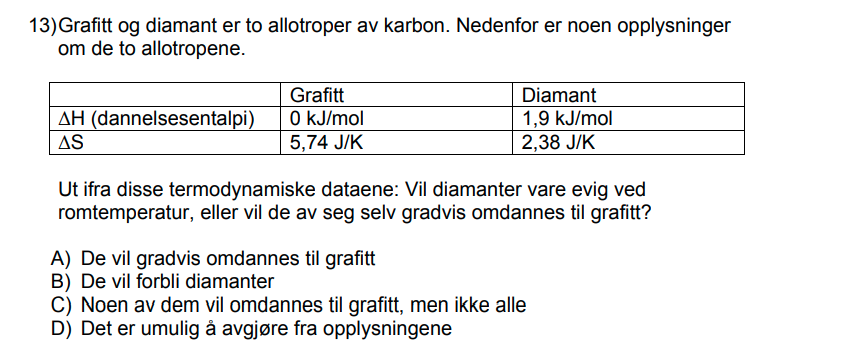 13)Grafitt og diamant er to allotroper av karbon. Nedenfor er noen opplysninger
om de to allotropene.
Grafitt Diamant
ΔH (dannelsesentalpi) 0 kJ/mol 1,9 kJ/mol
ΔS 5,74 J/K 2,38 J/K
Ut ifra disse termodynamiske dataene: Vil diamanter vare evig ved
romtemperatur, eller vil de av seg selv gradvis omdannes til grafitt?
A) De vil gradvis omdannes til grafitt
B) De vil forbli diamanter
C) Noen av dem vil omdannes til grafitt, men ikke alle
D) Det er umulig å avgjøre fra opplysningene